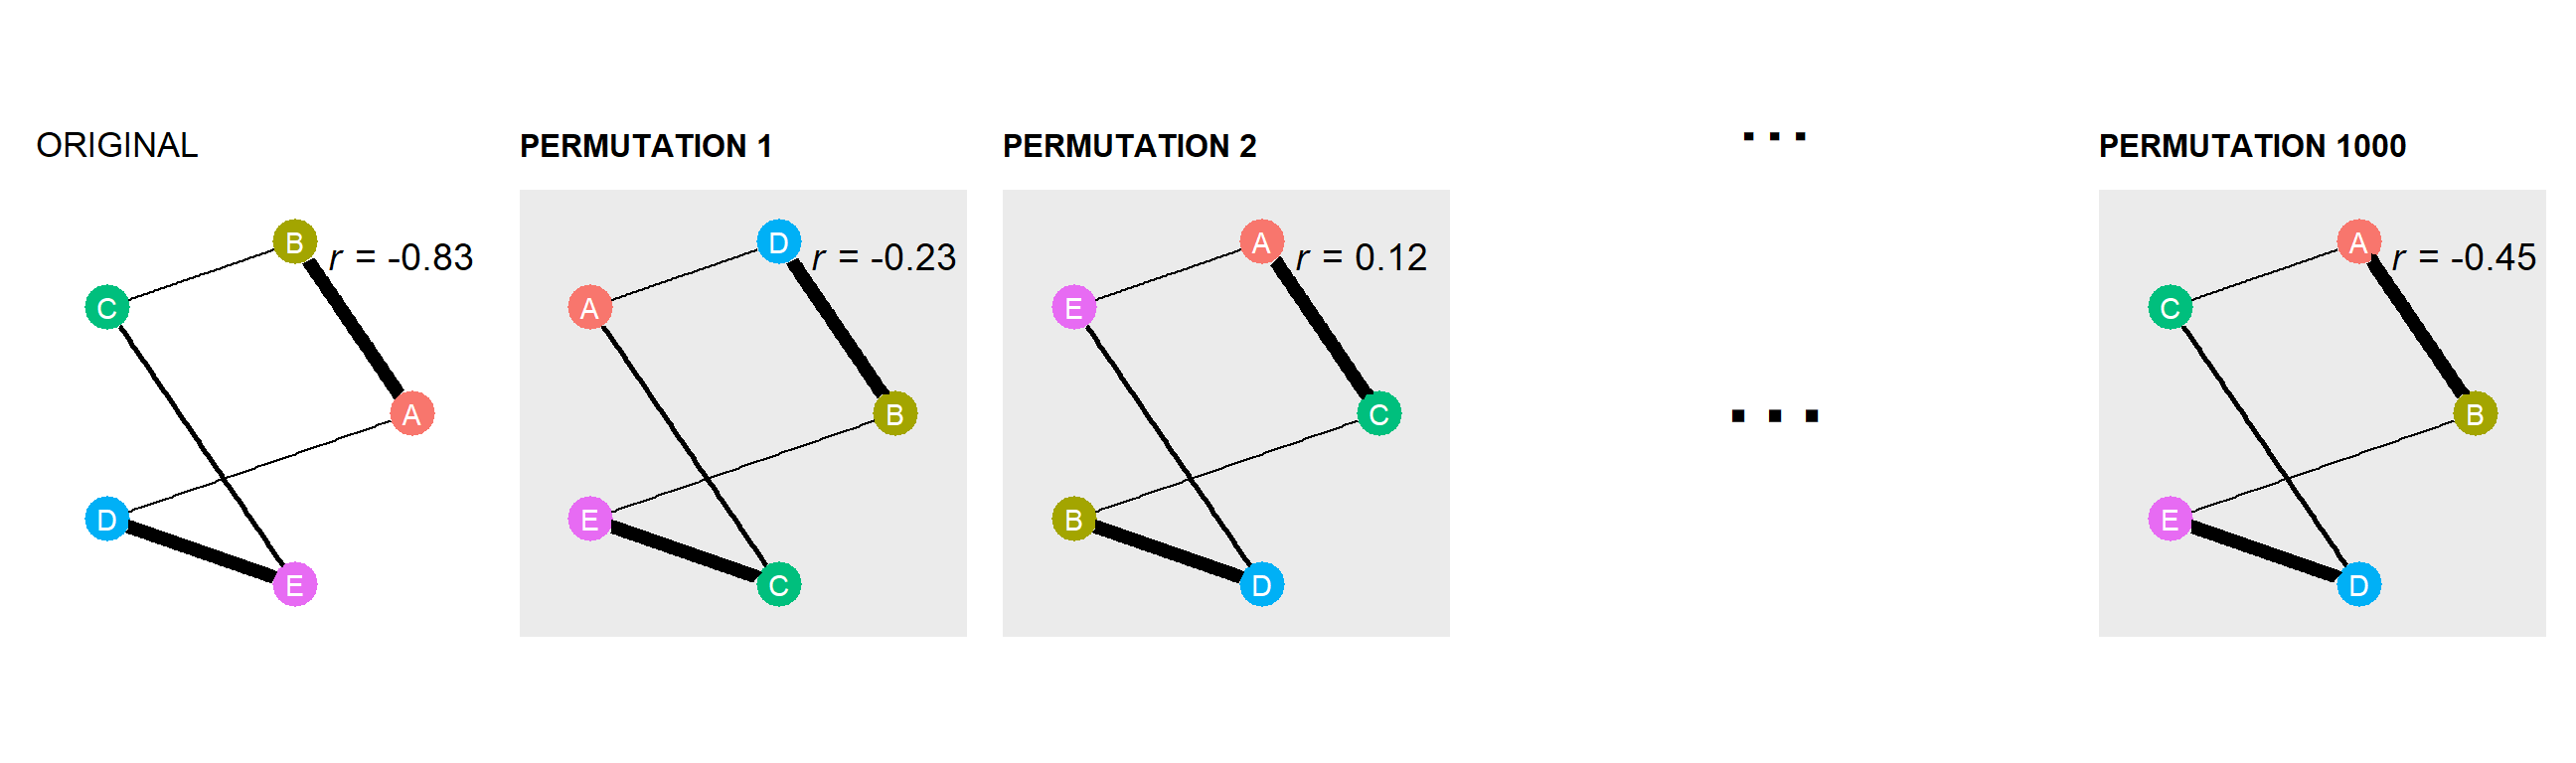 ORIGINAL
B
r = -0.83
C
A
D
E
PERMUTATION 1
D
r = -0.23
A
B
E
C
PERMUTATION 2
A
r = 0.12
E
C
B
D
...
...
PERMUTATION 1000
A
r = -0.45
C
B
E
D